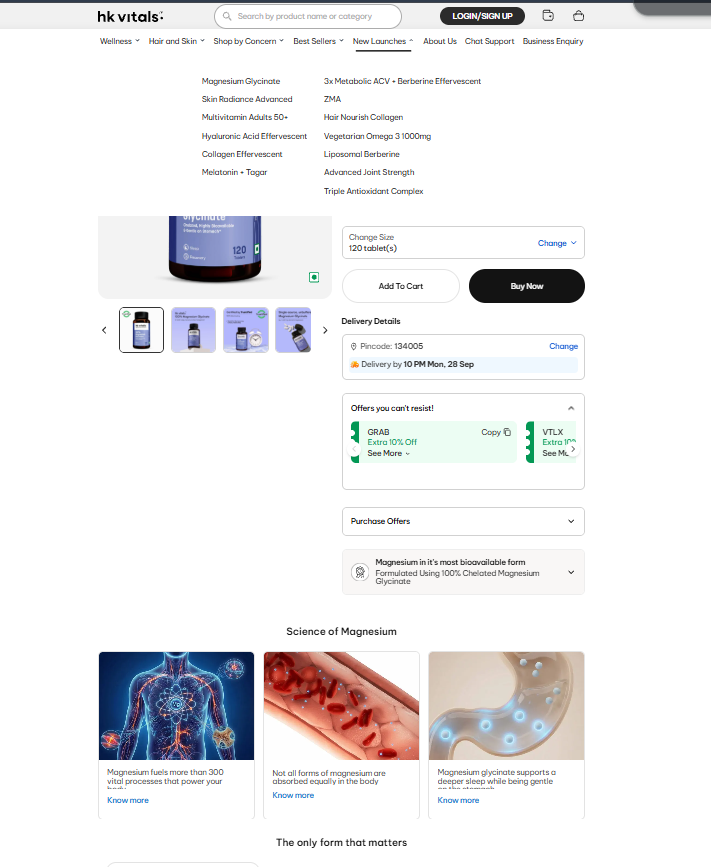 hk vitals
Search by product name or category
LOGIN/SIGN UP
Wellness
Hair and Skin
Shop by Concern
Best Sellers
New Launches
About Us
Chat Support
Business Enquiry
Magnesium Glycinate
3x Metabolic ACV + Berberine Effervescent
Skin Radiance Advanced
ZMA
Multivitamin Adults 50+
Hair Nourish Collagen
Hyaluronic Acid Effervescent
Vegetarian Omega 3 1000mg
Collagen Effervescent
Liposomal Berberine
Melatonin + Tagar
Advanced Joint Strength
Triple Antioxidant Complex
Glycinate
120
Tablets
Change Size
120 tablet(s)
Change
Add To Cart
Buy Now
Delivery Details
Pincode: 134005
Change
Delivery by 10 PM Mon, 28 Sep
Offers you can't resist!
GRAB
Copy
Extra 10% Off
See More
VTLX
Extra 10%
See Mo
Purchase Offers
Magnesium in it's most bioavailable form
Formulated Using 100% Chelated Magnesium
Glycinate
Science of Magnesium
Magnesium fuels more than 300
vital processes that power your
body
Know more
Not all forms of magnesium are
absorbed equally in the body
Know more
Magnesium glycinate supports a
deeper sleep while being gentle
on the stomach
Know more
The only form that matters